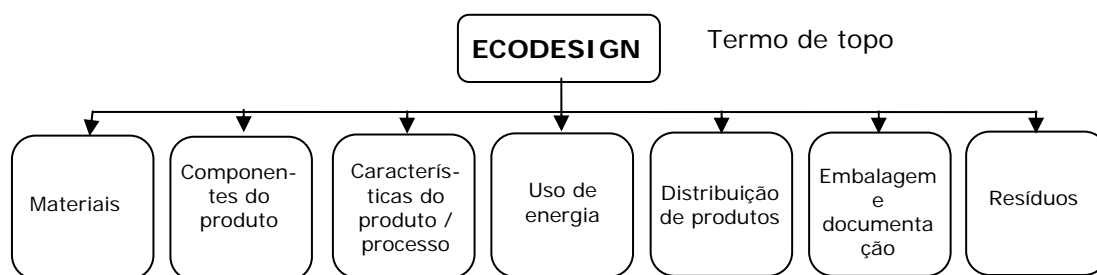 ECODESIGN
Termo de topo
Materiais
Componen-
tes do
produto
Caracterís-
ticas do
produto /
processo
Uso de
energia
Distribuição
de produtos
Embalagem
e
documenta
ção
Resíduos